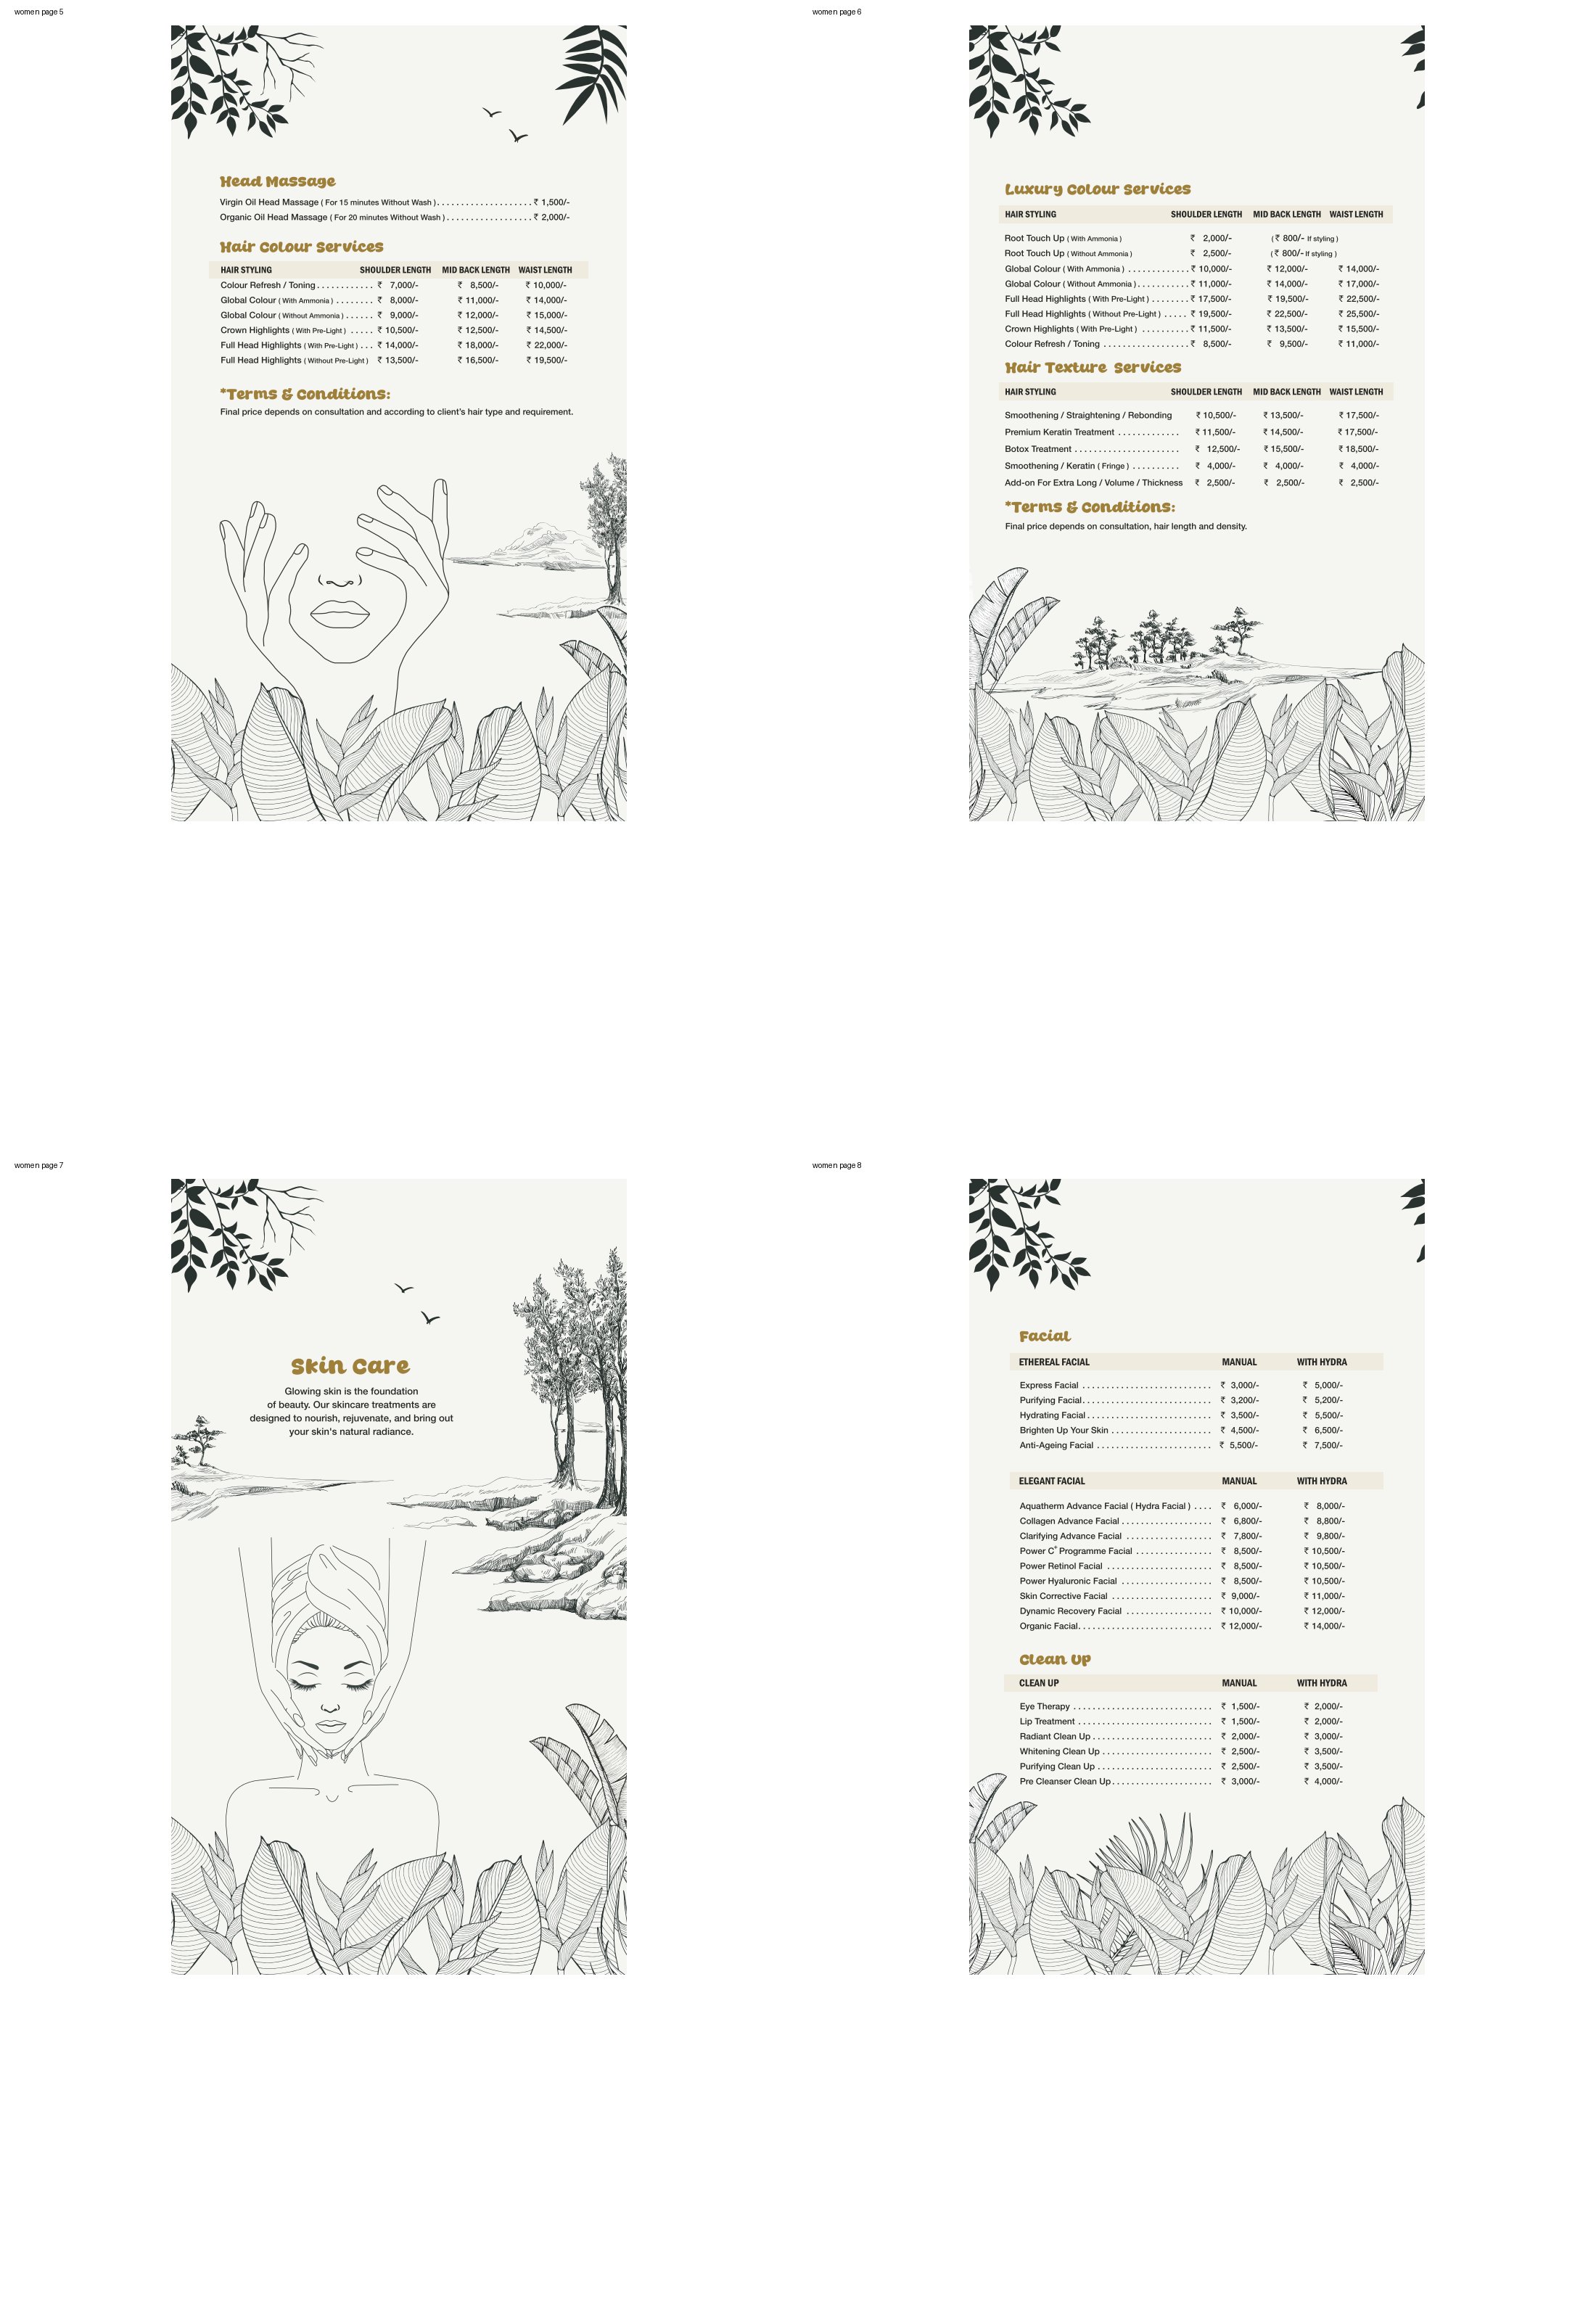 women page 5
Head Massage
Virgin Oil Head Massage ( For 15 minutes Without Wash ). . . . . . . . . . . . . . . . . . . . ₹ 1,500/-
Organic Oil Head Massage ( For 20 minutes Without Wash ) . . . . . . . . . . . . . . . . . . ₹ 2,000/-
Hair Colour Services
HAIR STYLING SHOULDER LENGTH MID BACK LENGTH WAIST LENGTH
Colour Refresh / Toning . . . . . . . . . . . . ₹ 7,000/- ₹ 8,500/- ₹ 10,000/-
Global Colour ( With Ammonia ) . . . . . . . . ₹ 8,000/- ₹ 11,000/- ₹ 14,000/-
Global Colour ( Without Ammonia ) . . . . . . ₹ 9,000/- ₹ 12,000/- ₹ 15,000/-
Crown Highlights ( With Pre-Light ) . . . . . ₹ 10,500/- ₹ 12,500/- ₹ 14,500/-
Full Head Highlights ( With Pre-Light ) . . . ₹ 14,000/- ₹ 18,000/- ₹ 22,000/-
Full Head Highlights ( Without Pre-Light ) ₹ 13,500/- ₹ 16,500/- ₹ 19,500/-
*Terms & Conditions:
Final price depends on consultation and according to client's hair type and requirement.
women page 6
Luxury Colour Services
HAIR STYLING SHOULDER LENGTH MID BACK LENGTH WAIST LENGTH
Root Touch Up ( With Ammonia ) ₹ 2,000/- ( ₹ 800/- If styling )
Root Touch Up ( Without Ammonia ) ₹ 2,500/- ( ₹ 800/- If styling )
Global Colour ( With Ammonia ) . . . . . . . . . . . . . ₹ 10,000/- ₹ 12,000/- ₹ 14,000/-
Global Colour ( Without Ammonia ) . . . . . . . . . . . ₹ 11,000/- ₹ 14,000/- ₹ 17,000/-
Full Head Highlights ( With Pre-Light ) . . . . . . . . ₹ 17,500/- ₹ 19,500/- ₹ 22,500/-
Full Head Highlights ( Without Pre-Light ) . . . . . ₹ 19,500/- ₹ 22,500/- ₹ 25,500/-
Crown Highlights ( With Pre-Light ) . . . . . . . . . . ₹ 11,500/- ₹ 13,500/- ₹ 15,500/-
Colour Refresh / Toning . . . . . . . . . . . . . . . . . . ₹ 8,500/- ₹ 9,500/- ₹ 11,000/-
Hair Texture Services
HAIR STYLING SHOULDER LENGTH MID BACK LENGTH WAIST LENGTH
Smoothening / Straightening / Rebonding ₹ 10,500/- ₹ 13,500/- ₹ 17,500/-
Premium Keratin Treatment . . . . . . . . . . . . . ₹ 11,500/- ₹ 14,500/- ₹ 17,500/-
Botox Treatment . . . . . . . . . . . . . . . . . . . . . . ₹ 12,500/- ₹ 15,500/- ₹ 18,500/-
Smoothening / Keratin ( Fringe ) . . . . . . . . . . ₹ 4,000/- ₹ 4,000/- ₹ 4,000/-
Add-on For Extra Long / Volume / Thickness ₹ 2,500/- ₹ 2,500/- ₹ 2,500/-
*Terms & Conditions:
Final price depends on consultation, hair length and density.
women page 7
Skin Care
Glowing skin is the foundation
of beauty. Our skincare treatments are
designed to nourish, rejuvenate, and bring out
your skin's natural radiance.
women page 8
Facial
ETHEREAL FACIAL MANUAL WITH HYDRA
Express Facial . . . . . . . . . . . . . . . . . . . . . . . . . . . ₹ 3,000/- ₹ 5,000/-
Purifying Facial . . . . . . . . . . . . . . . . . . . . . . . . . . . ₹ 3,200/- ₹ 5,200/-
Hydrating Facial . . . . . . . . . . . . . . . . . . . . . . . . . . ₹ 3,500/- ₹ 5,500/-
Brighten Up Your Skin . . . . . . . . . . . . . . . . . . . . . ₹ 4,500/- ₹ 6,500/-
Anti-Ageing Facial . . . . . . . . . . . . . . . . . . . . . . . . ₹ 5,500/- ₹ 7,500/-
ELEGANT FACIAL MANUAL WITH HYDRA
Aquatherm Advance Facial ( Hydra Facial ) . . . . ₹ 6,000/- ₹ 8,000/-
Collagen Advance Facial . . . . . . . . . . . . . . . . . . . ₹ 6,800/- ₹ 8,800/-
Clarifying Advance Facial . . . . . . . . . . . . . . . . . . ₹ 7,800/- ₹ 9,800/-
Power C+ Programme Facial . . . . . . . . . . . . . . . . ₹ 8,500/- ₹ 10,500/-
Power Retinol Facial . . . . . . . . . . . . . . . . . . . . . . ₹ 8,500/- ₹ 10,500/-
Power Hyaluronic Facial . . . . . . . . . . . . . . . . . . . ₹ 8,500/- ₹ 10,500/-
Skin Corrective Facial . . . . . . . . . . . . . . . . . . . . . ₹ 9,000/- ₹ 11,000/-
Dynamic Recovery Facial . . . . . . . . . . . . . . . . . . ₹ 10,000/- ₹ 12,000/-
Organic Facial . . . . . . . . . . . . . . . . . . . . . . . . . . . . ₹ 12,000/- ₹ 14,000/-
Clean Up
CLEAN UP MANUAL WITH HYDRA
Eye Therapy . . . . . . . . . . . . . . . . . . . . . . . . . . . . . ₹ 1,500/- ₹ 2,000/-
Lip Treatment . . . . . . . . . . . . . . . . . . . . . . . . . . . . ₹ 1,500/- ₹ 2,000/-
Radiant Clean Up . . . . . . . . . . . . . . . . . . . . . . . . . ₹ 2,000/- ₹ 3,000/-
Whitening Clean Up . . . . . . . . . . . . . . . . . . . . . . . ₹ 2,500/- ₹ 3,500/-
Purifying Clean Up . . . . . . . . . . . . . . . . . . . . . . . . ₹ 2,500/- ₹ 3,500/-
Pre Cleanser Clean Up . . . . . . . . . . . . . . . . . . . . . ₹ 3,000/- ₹ 4,000/-